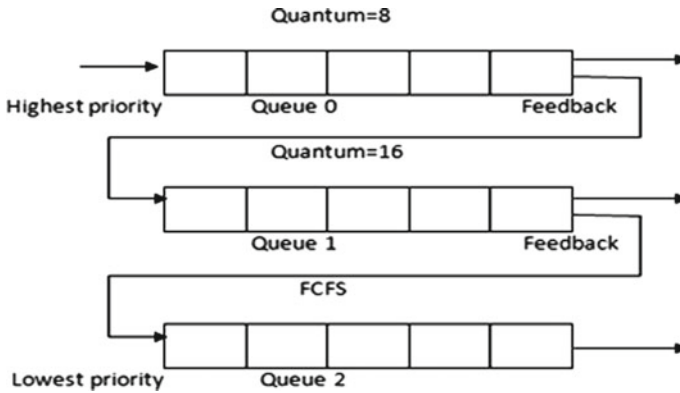 Quantum=8
Highest priority
Queue 0
Feedback
Quantum=16
Queue 1
Feedback
FCFS
Lowest priority
Queue 2